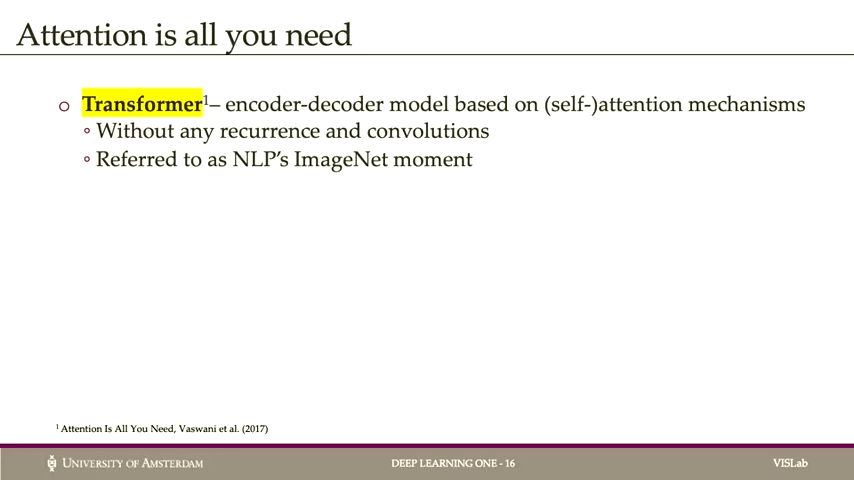 Attention is all you need
○ Transformer¹– encoder-decoder model based on (self-)attention mechanisms
◦ Without any recurrence and convolutions
◦ Referred to as NLP’s ImageNet moment
¹ Attention Is All You Need, Vaswani et al. (2017)
UNIVERSITY OF AMSTERDAM
DEEP LEARNING ONE - 16
VISLab